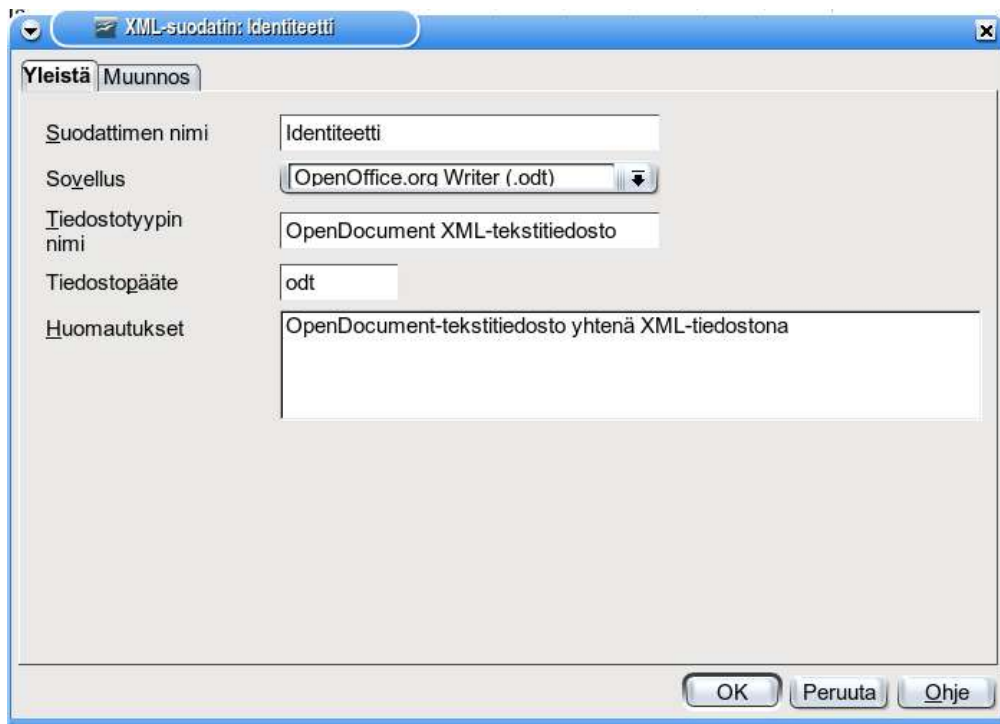 XML-suodatin: Identiteetti
Yleistä Muunnos
Suodattimen nimi Identiteetti
Sovellus OpenOffice.org Writer (.odt)
Tiedostotyypin
nimi OpenDocument XML-tekstitiedosto
Tiedostopääte odt
Huomautukset OpenDocument-tekstitiedosto yhtenä XML-tiedostona
OK Peruuta Ohje